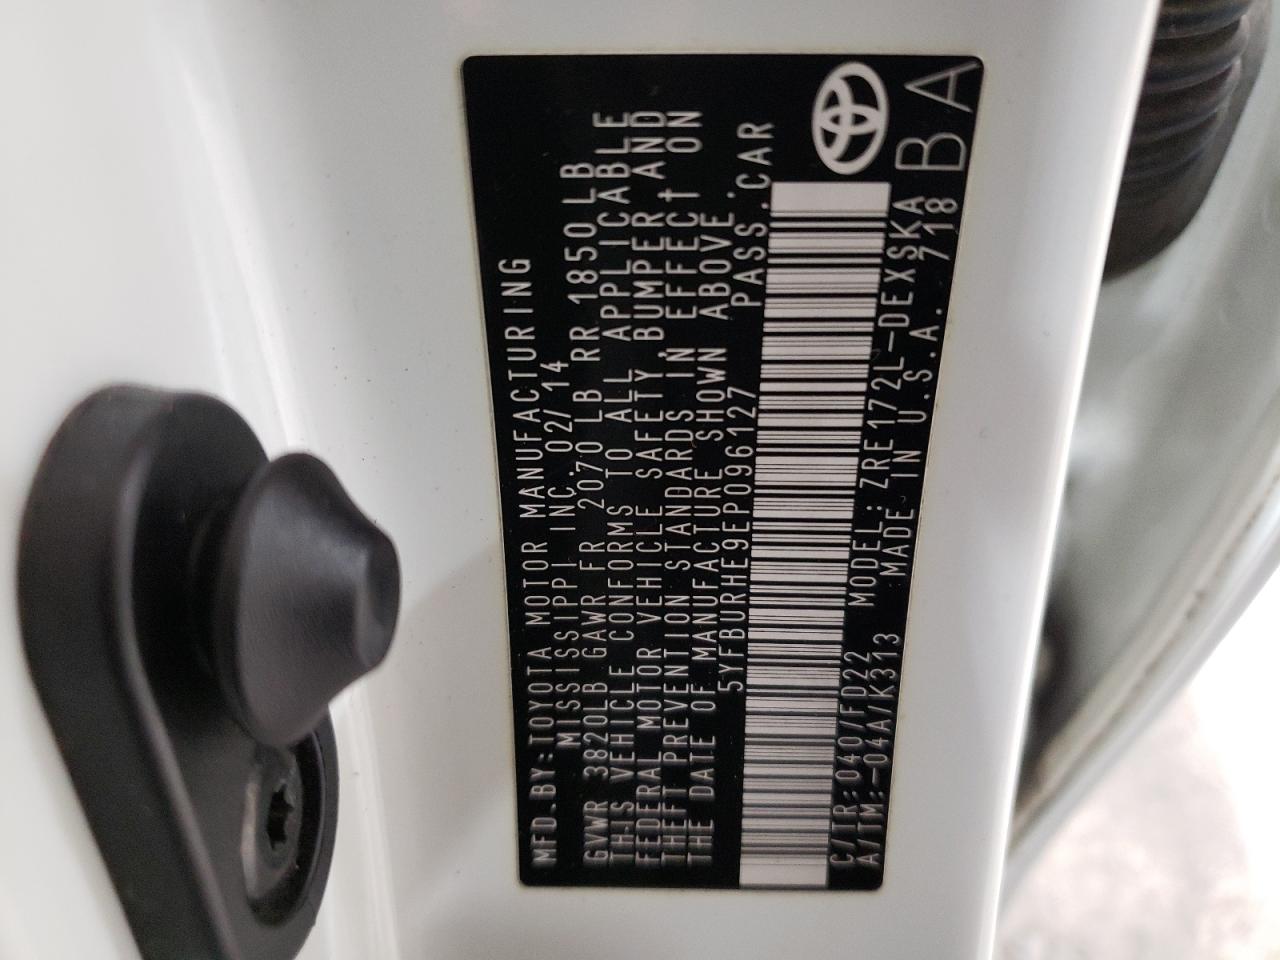 MFD.BY:TOYOTA MOTOR MANUFACTURING
MISSISSIPPI INC. 02/14
GVWR 3820LB GAWR FR 2070 LB RR 1850LB
THIS VEHICLE CONFORMS TO ALL APPLICABLE
FEDERAL MOTOR VEHICLE SAFETY, BUMPER AND
THEFT PREVENTION STANDARDS IN EFFECT ON
THE DATE OF MANUFACTURE SHOWN ABOVE.
5YFBURHE9EP096127 PASS.CAR
C/TR:040/FD22 MODEL:ZRE172L-DEXSKA
A/TM:-04A/K313 MADE IN U.S.A. 718
BA